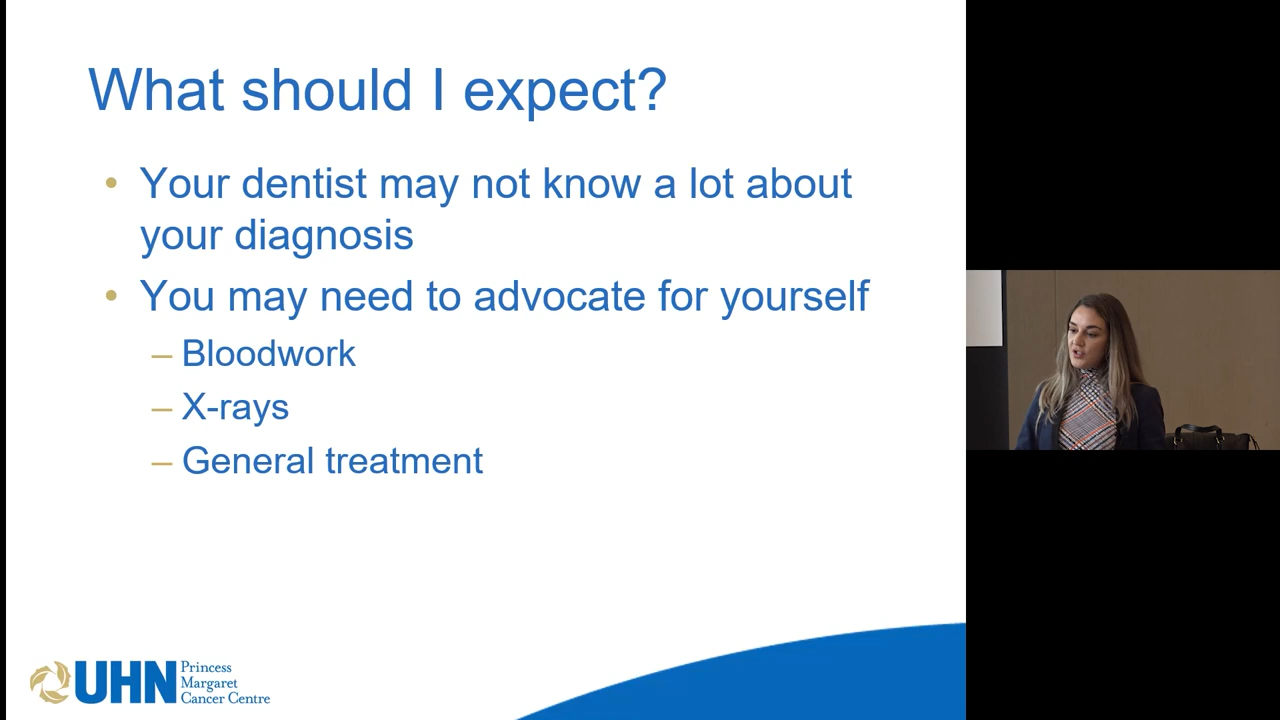 What should I expect?
• Your dentist may not know a lot about
your diagnosis
• You may need to advocate for yourself
– Bloodwork
– X-rays
– General treatment
UHN
Princess
Margaret
Cancer Centre